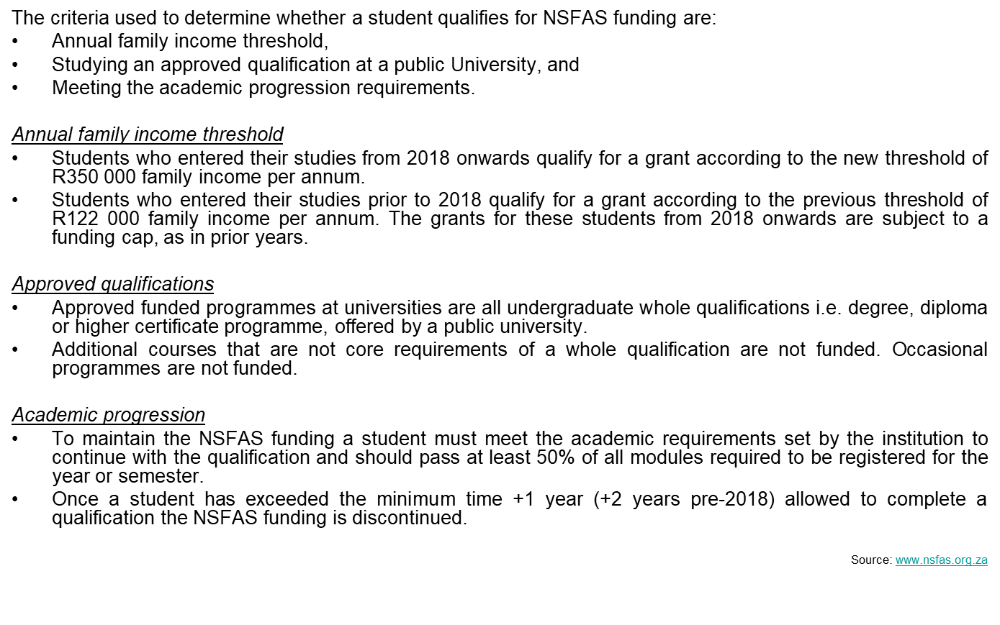 The criteria used to determine whether a student qualifies for NSFAS funding are:
• Annual family income threshold,
• Studying an approved qualification at a public University, and
• Meeting the academic progression requirements.
Annual family income threshold
• Students who entered their studies from 2018 onwards qualify for a grant according to the new threshold of
R350 000 family income per annum.
• Students who entered their studies prior to 2018 qualify for a grant according to the previous threshold of
R122 000 family income per annum. The grants for these students from 2018 onwards are subject to a
funding cap, as in prior years.
Approved qualifications
• Approved funded programmes at universities are all undergraduate whole qualifications i.e. degree, diploma
or higher certificate programme, offered by a public university.
• Additional courses that are not core requirements of a whole qualification are not funded. Occasional
programmes are not funded.
Academic progression
• To maintain the NSFAS funding a student must meet the academic requirements set by the institution to
continue with the qualification and should pass at least 50% of all modules required to be registered for the
year or semester.
• Once a student has exceeded the minimum time +1 year (+2 years pre-2018) allowed to complete a
qualification the NSFAS funding is discontinued.
Source: www.nsfas.org.za